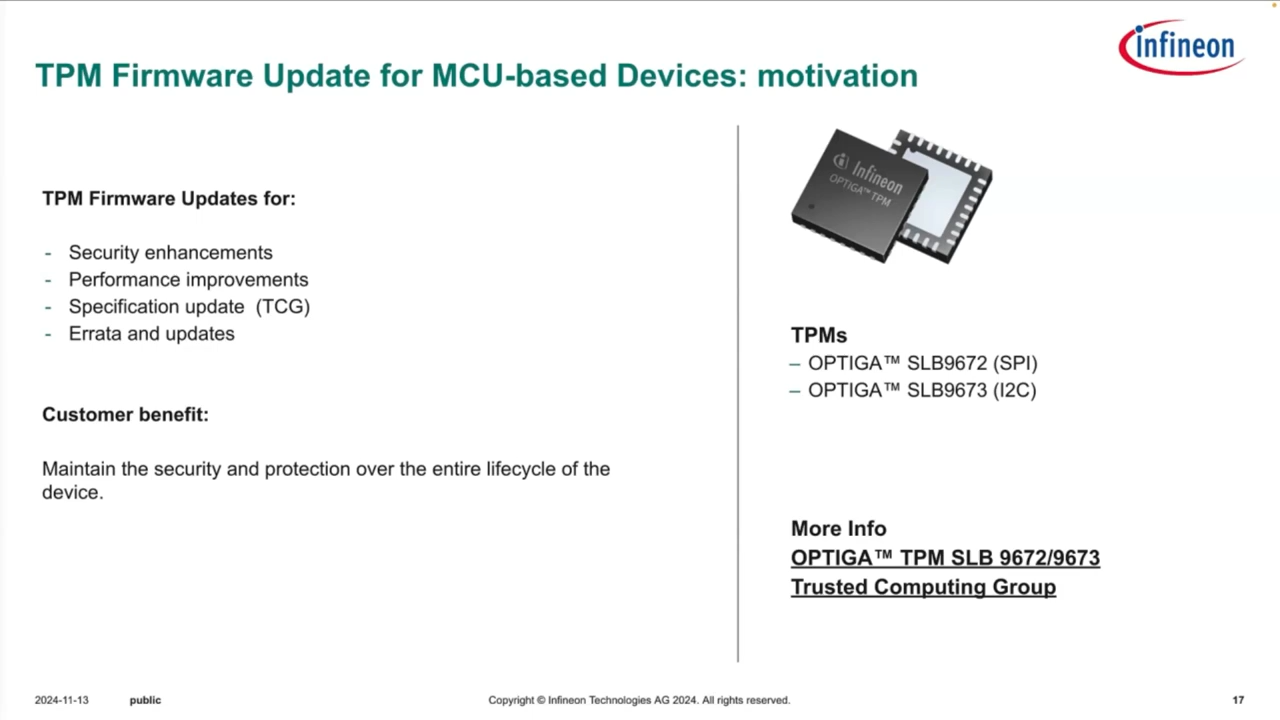 infineon
TPM Firmware Update for MCU-based Devices: motivation
TPM Firmware Updates for:
- Security enhancements
- Performance improvements
- Specification update (TCG)
- Errata and updates
Customer benefit:
Maintain the security and protection over the entire lifecycle of the
device.
Infineon
OPTIGA™ TPM
TPMs
– OPTIGA™ SLB9672 (SPI)
– OPTIGA™ SLB9673 (I2C)
More Info
OPTIGA™ TPM SLB 9672/9673
Trusted Computing Group
2024-11-13
public
Copyright © Infineon Technologies AG 2024. All rights reserved.
17